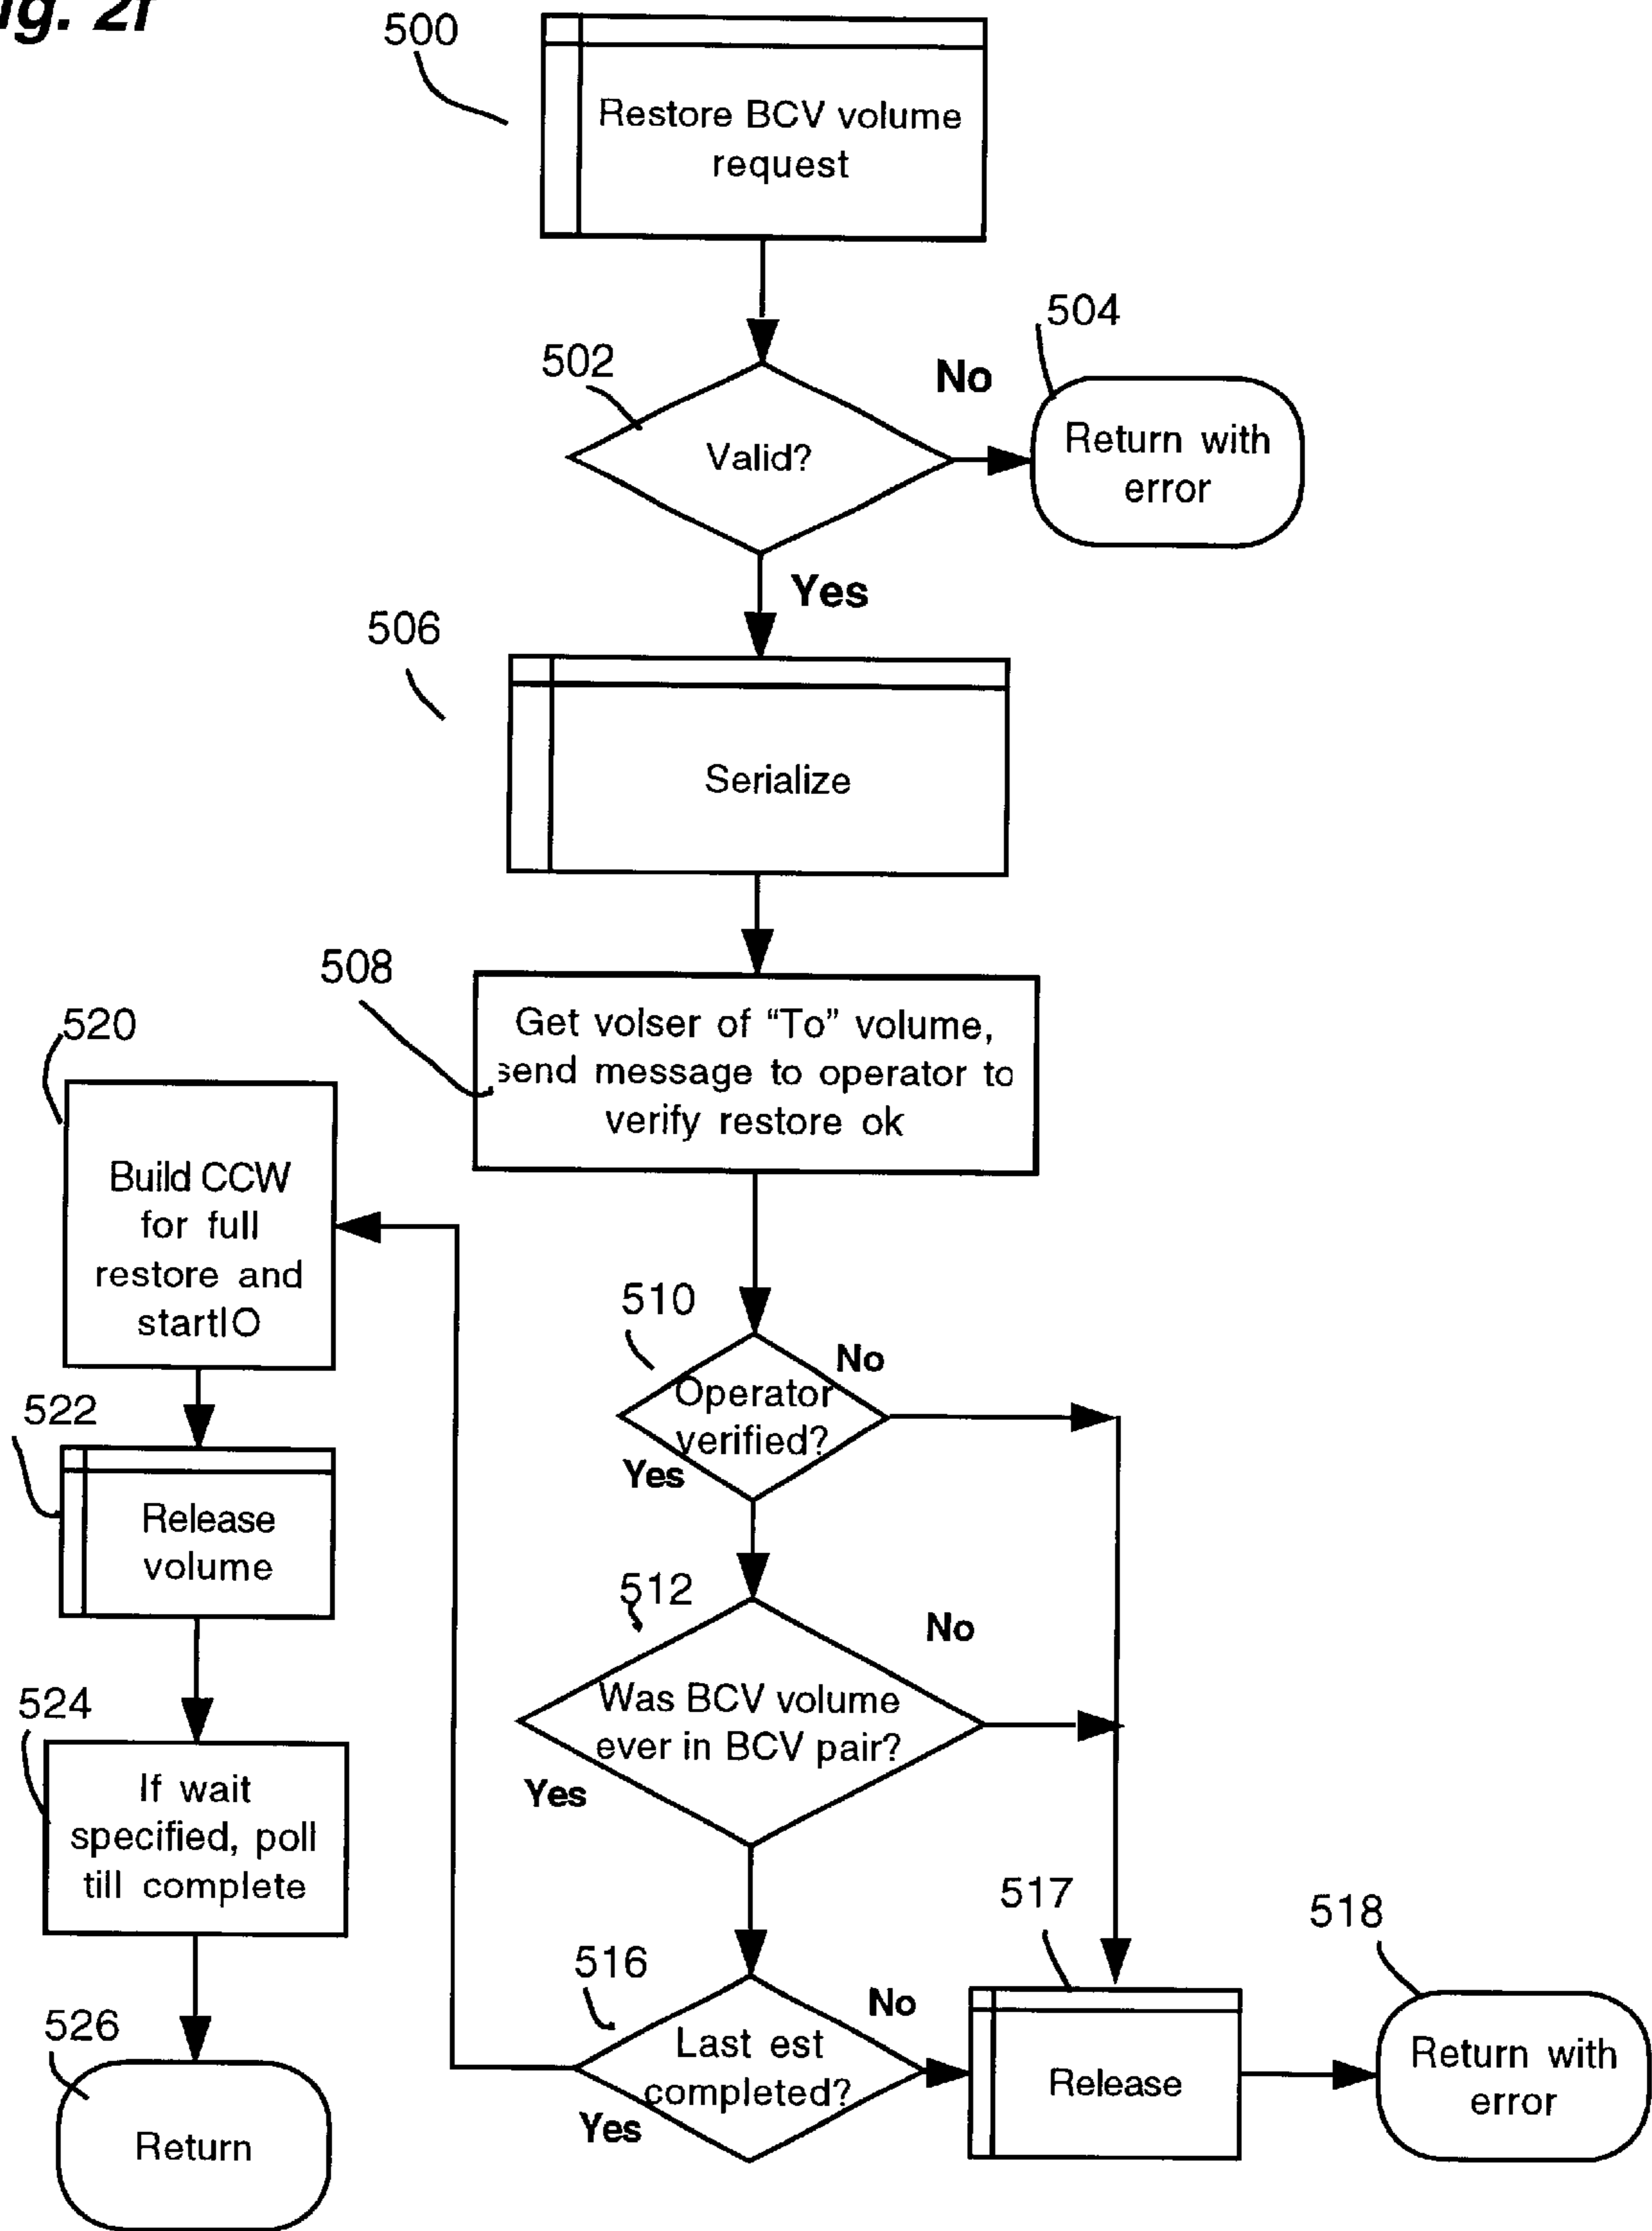 ig. 2f
500
Restore BCV volume
request
502
Valid?
No
504
Return with
error
Yes
506
Serialize
508
Get volser of “To” volume,
send message to operator to
verify restore ok
510
Operator
verified?
No
Yes
512
Was BCV volume
ever in BCV pair?
No
Yes
516
Last est
completed?
No
Yes
517
Release
518
Return with
error
520
Build CCW
for full
restore and
startIO
522
Release
volume
524
If wait
specified, poll
till complete
526
Return